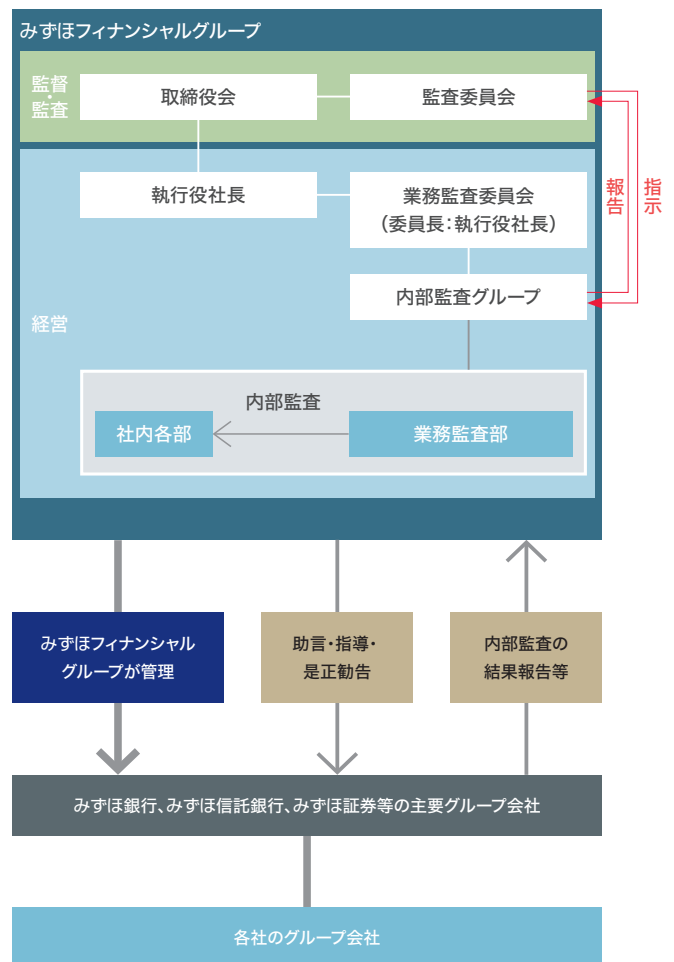 みずほフィナンシャルグループ
監督・監査
取締役会
監査委員会
執行役社長
業務監査委員会
（委員長：執行役社長）
報告
指示
内部監査グループ
経営
内部監査
社内各部
業務監査部
みずほフィナンシャル
グループが管理
助言・指導・
是正勧告
内部監査の
結果報告等
みずほ銀行、みずほ信託銀行、みずほ証券等の主要グループ会社
各社のグループ会社